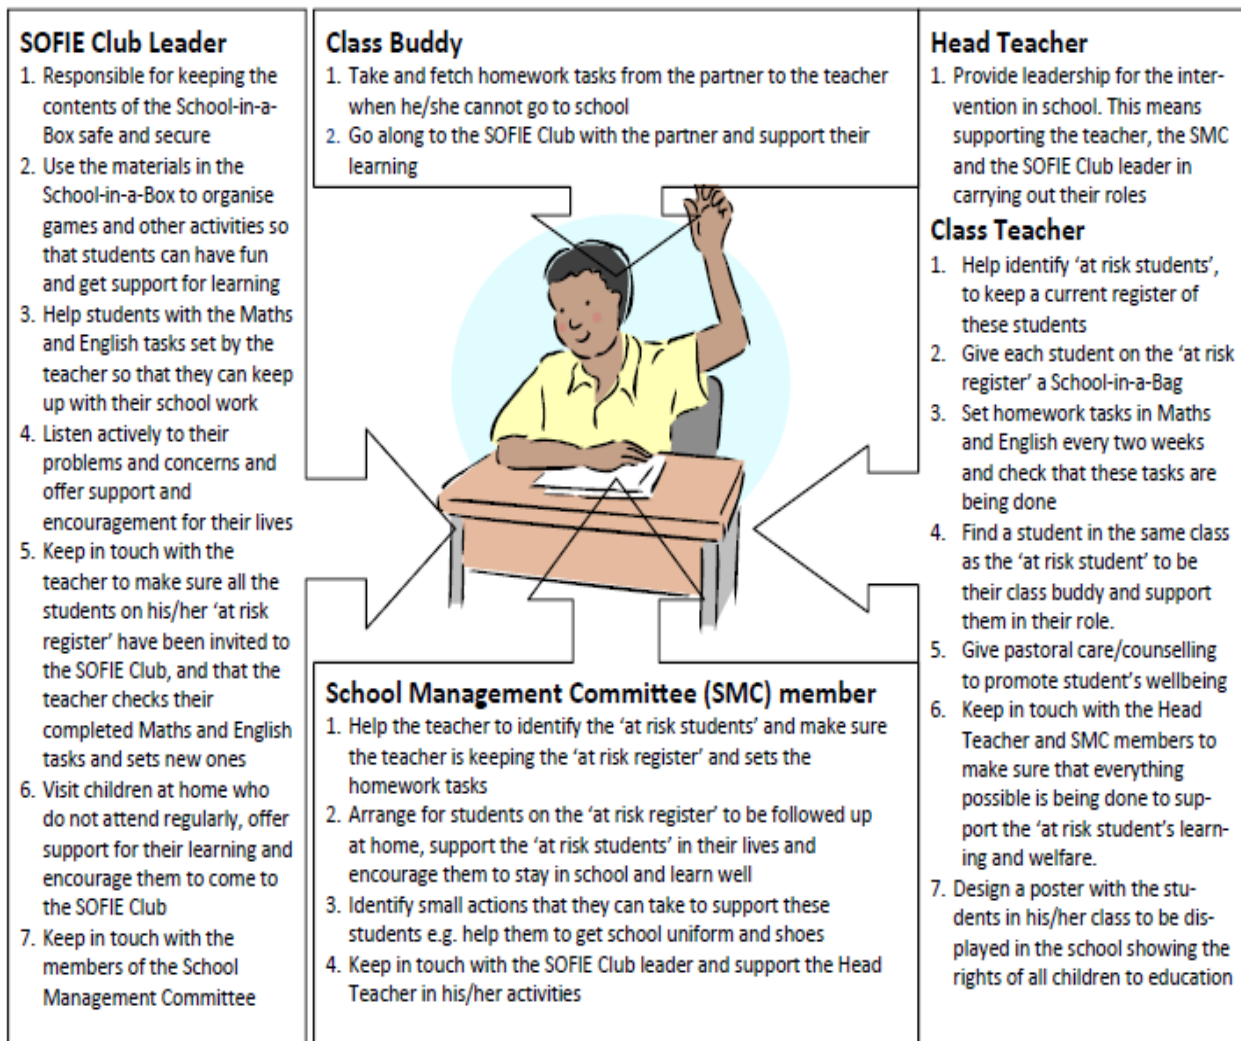 SOFIE Club Leader
1. Responsible for keeping the
contents of the School-in-a-
Box safe and secure
2. Use the materials in the
School-in-a-Box to organise
games and other activities so
that students can have fun
and get support for learning
3. Help students with the Maths
and English tasks set by the
teacher so that they can keep
up with their school work
4. Listen actively to their
problems and concerns and
offer support and
encouragement for their lives
5. Keep in touch with the
teacher to make sure all the
students on his/her ‘at risk
register’ have been invited to
the SOFIE Club, and that the
teacher checks their
completed Maths and English
tasks and sets new ones
6. Visit children at home who
do not attend regularly, offer
support for their learning and
encourage them to come to
the SOFIE Club
7. Keep in touch with the
members of the School
Management Committee
Class Buddy
1. Take and fetch homework tasks from the partner to the teacher
when he/she cannot go to school
2. Go along to the SOFIE Club with the partner and support their
learning
School Management Committee (SMC) member
1. Help the teacher to identify the ‘at risk students’ and make sure
the teacher is keeping the ‘at risk register’ and sets the
homework tasks
2. Arrange for students on the ‘at risk register’ to be followed up
at home, support the ‘at risk students’ in their lives and
encourage them to stay in school and learn well
3. Identify small actions that they can take to support these
students e.g. help them to get school uniform and shoes
4. Keep in touch with the SOFIE Club leader and support the Head
Teacher in his/her activities
Head Teacher
1. Provide leadership for the inter-
vention in school. This means
supporting the teacher, the SMC
and the SOFIE Club leader in
carrying out their roles
Class Teacher
1. Help identify ‘at risk students’,
to keep a current register of
these students
2. Give each student on the ‘at risk
register’ a School-in-a-Bag
3. Set homework tasks in Maths
and English every two weeks
and check that these tasks are
being done
4. Find a student in the same class
as the ‘at risk student’ to be
their class buddy and support
them in their role.
5. Give pastoral care/counselling
to promote student’s wellbeing
6. Keep in touch with the Head
Teacher and SMC members to
make sure that everything
possible is being done to sup-
port the ‘at risk student’s learn-
ing and welfare.
7. Design a poster with the stu-
dents in his/her class to be dis-
played in the school showing the
rights of all children to education